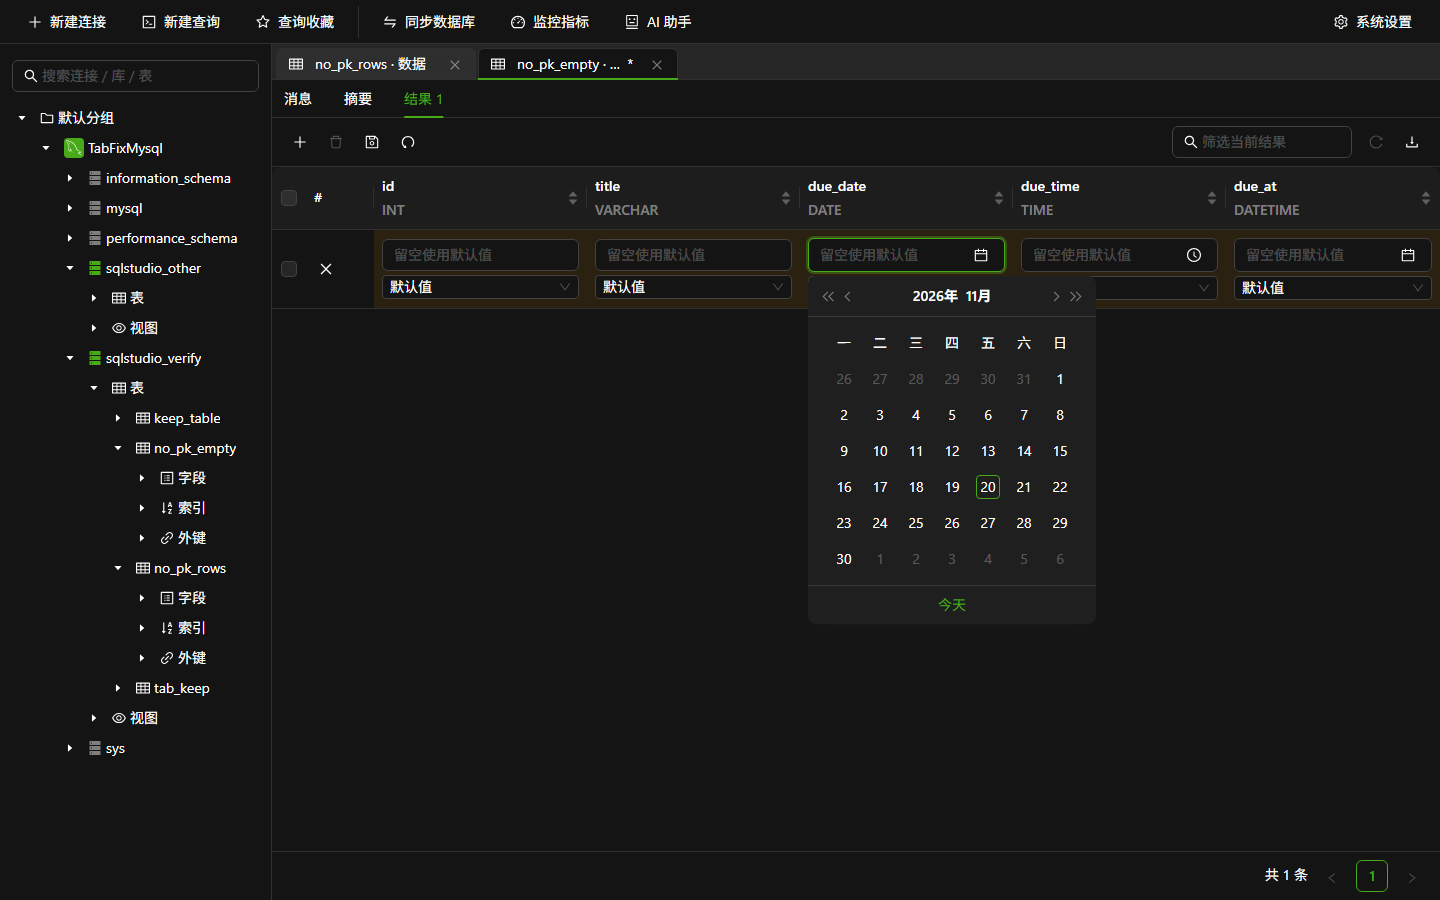 新建连接 新建查询 查询收藏 同步数据库 监控指标 AI 助手 系统设置
搜索连接 / 库 / 表
默认分组
TabFixMysql
information_schema
mysql
performance_schema
sqlstudio_other
表
视图
sqlstudio_verify
表
keep_table
no_pk_empty
字段
索引
外键
no_pk_rows
字段
索引
外键
tab_keep
视图
sys
no_pk_rows · 数据 no_pk_empty · ... *
消息 摘要 结果 1
筛选当前结果
# id title due_date due_time due_at
INT VARCHAR DATE TIME DATETIME
留空使用默认值 留空使用默认值 留空使用默认值 留空使用默认值 留空使用默认值
默认值 默认值 默认值
2026年 11月
一 二 三 四 五 六 日
26 27 28 29 30 31 1
2 3 4 5 6 7 8
9 10 11 12 13 14 15
16 17 18 19 20 21 22
23 24 25 26 27 28 29
30 1 2 3 4 5 6
今天
共 1 条 1